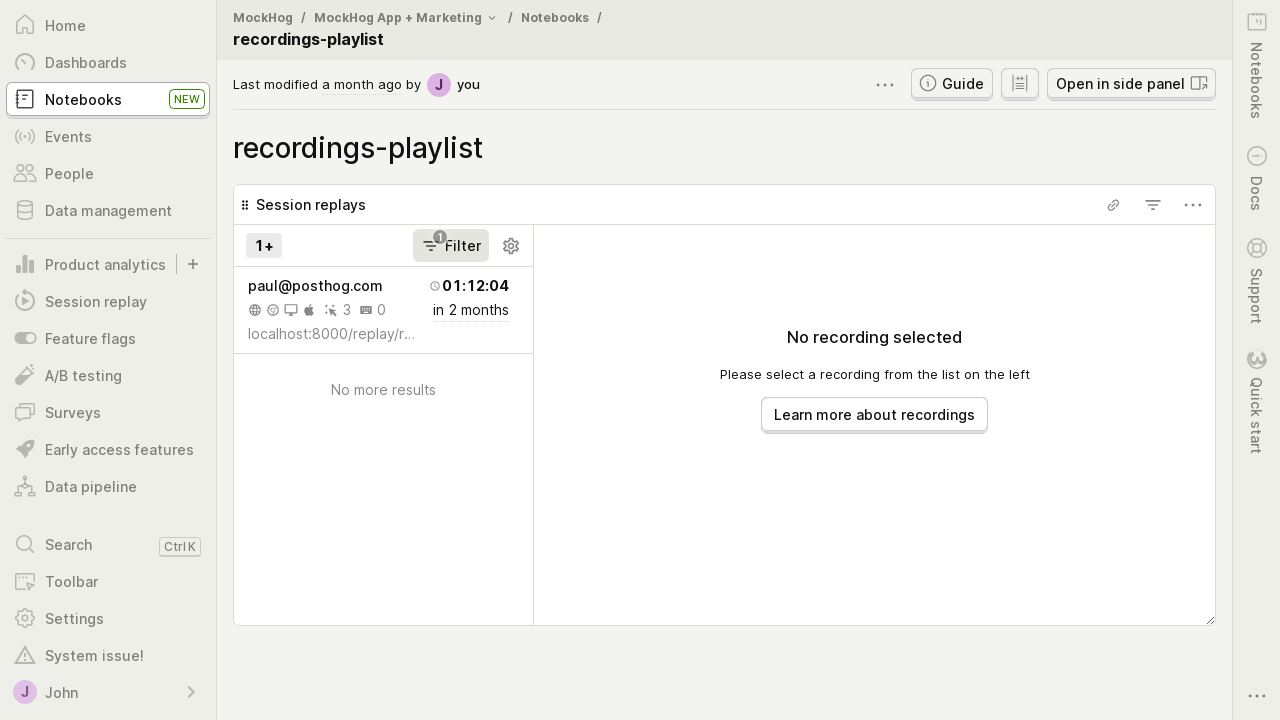 Home
Dashboards
Notebooks NEW
Events
People
Data management
Product analytics
Session replay
Feature flags
A/B testing
Surveys
Early access features
Data pipeline
Search Ctrl K
Toolbar
Settings
System issue!
J John
MockHog / MockHog App + Marketing / Notebooks /
recordings-playlist
Last modified a month ago by J you
Guide
Open in side panel
recordings-playlist
Session replays
1+
1 Filter
paul@posthog.com 01:12:04
3 0 in 2 months
localhost:8000/replay/r…
No more results
No recording selected
Please select a recording from the list on the left
Learn more about recordings
Notebooks
Docs
Support
Quick start